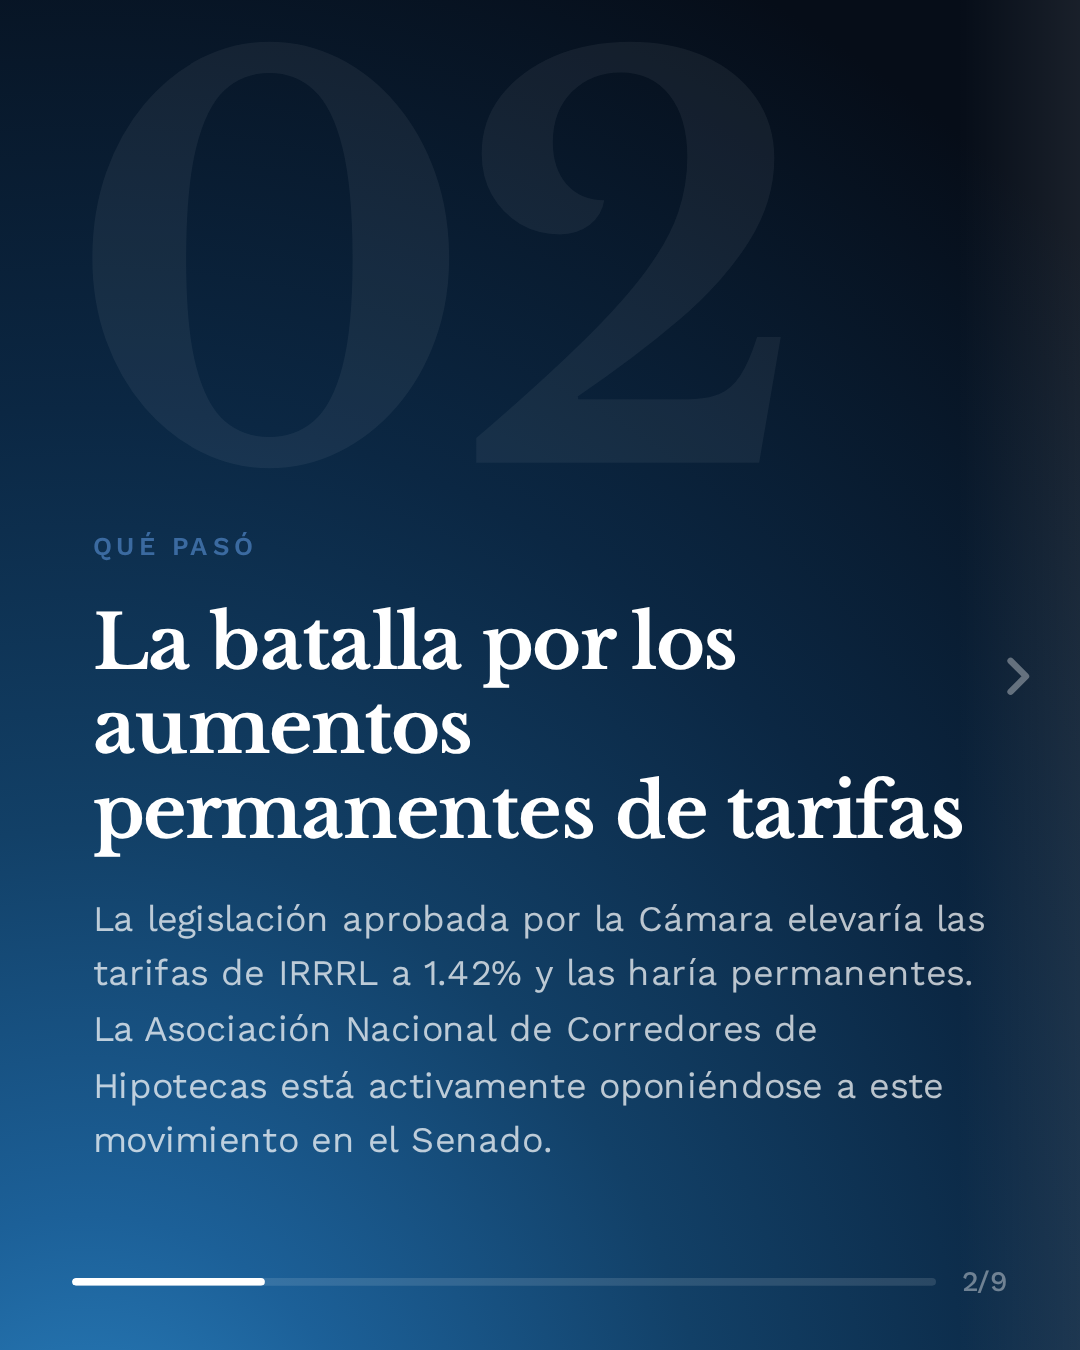 02
QUÉ PASÓ
La batalla por los
aumentos
permanentes de tarifas
La legislación aprobada por la Cámara elevaría las
tarifas de IRRRL a 1.42% y las haría permanentes.
La Asociación Nacional de Corredores de
Hipotecas está activamente oponiéndose a este
movimiento en el Senado.
2/9